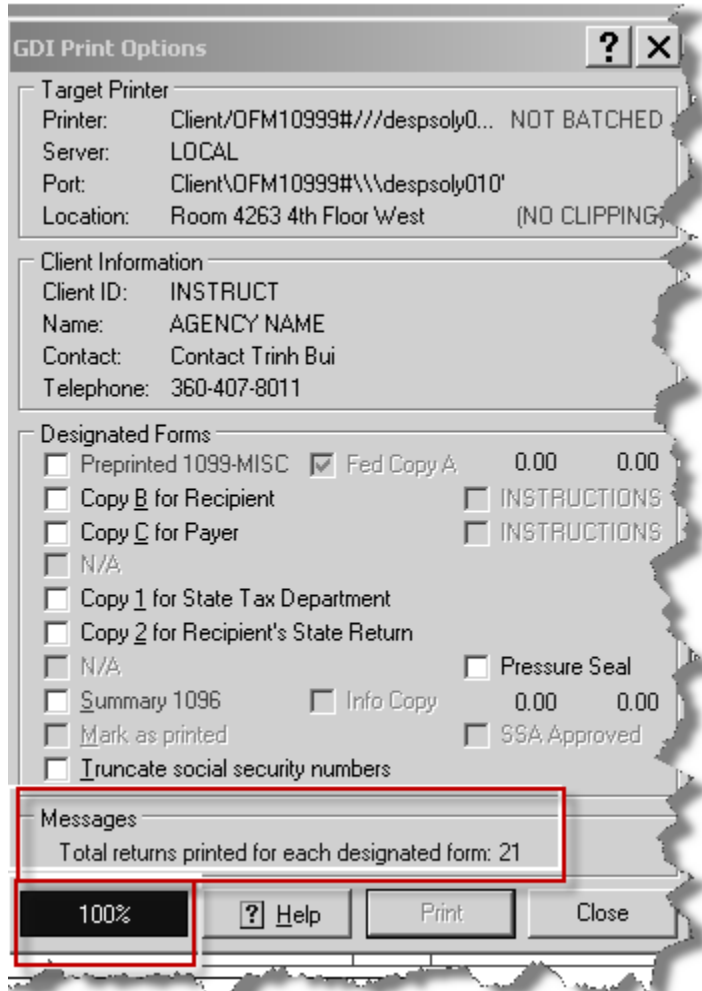 GDI Print Options
Target Printer
Printer: Client/OFM10999#///despsoly0... NOT BATCHED
Server: LOCAL
Port: Client\OFM10999#\\\despsoly010'
Location: Room 4263 4th Floor West (NO CLIPPING)
Client Information
Client ID: INSTRUCT
Name: AGENCY NAME
Contact: Contact Trinh Bui
Telephone: 360-407-8011
Designated Forms
Preprinted 1099-MISC Fed Copy A 0.00 0.00
Copy B for Recipient INSTRUCTIONS
Copy C for Payer INSTRUCTIONS
N/A
Copy 1 for State Tax Department
Copy 2 for Recipient's State Return
N/A Pressure Seal
Summary 1096 Info Copy 0.00 0.00
Mark as printed SSA Approved
Truncate social security numbers
Messages
Total returns printed for each designated form: 21
100% ? Help Print Close